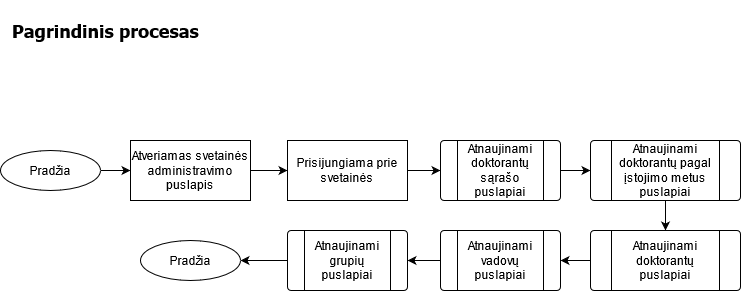 Pagrindinis procesas
Pradžia
Atveriamas svetainės
administravimo
puslapis
Prisijungiama prie
svetainės
Atnaujinami
doktorantų
sąrašo
puslapiai
Atnaujinami
doktorantų pagal
įstojimo metus
puslapiai
Atnaujinami
doktorantų
puslapiai
Atnaujinami
vadovų
puslapiai
Atnaujinami
grupių
puslapiai
Pradžia